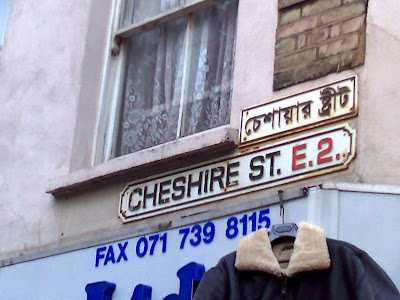 চেশায়ার ষ্ট্রীট
CHESHIRE ST. E.2.
FAX 071 739 8115